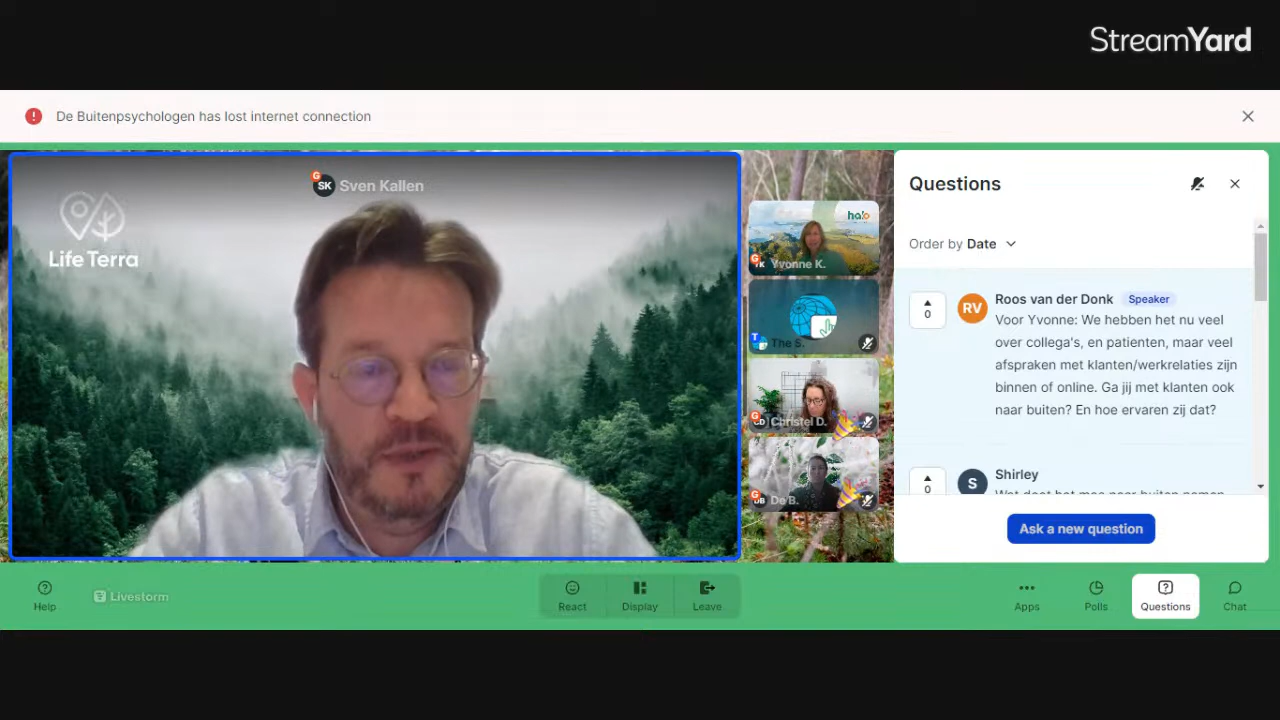 StreamYard
De Buitenpsychologen has lost internet connection
SK Sven Kallen
Life Terra
halo
Yvonne K.
The S.
Christel D.
De B.
Questions
Order by Date
0
RV
Roos van der Donk Speaker
Voor Yvonne: We hebben het nu veel
over collega's, en patienten, maar veel
afspraken met klanten/werkrelaties zijn
binnen of online. Ga jij met klanten ook
naar buiten? En hoe ervaren zij dat?
0
S
Shirley
Ask a new question
Help
Livestorm
React
Display
Leave
Apps
Polls
Questions
Chat